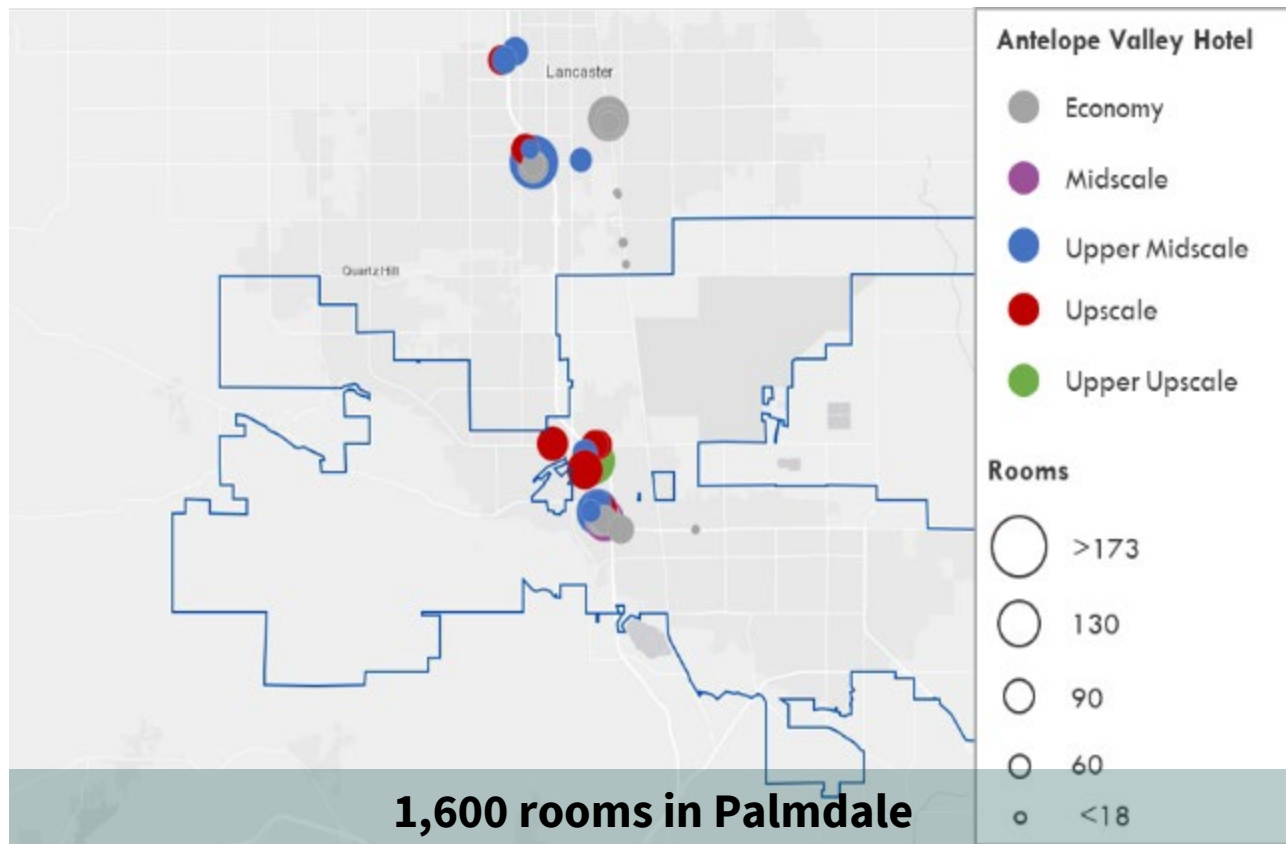 Lancaster
Quartz Hill
Antelope Valley Hotel
Economy
Midscale
Upper Midscale
Upscale
Upper Upscale
Rooms
>173
130
90
60
<18
1,600 rooms in Palmdale